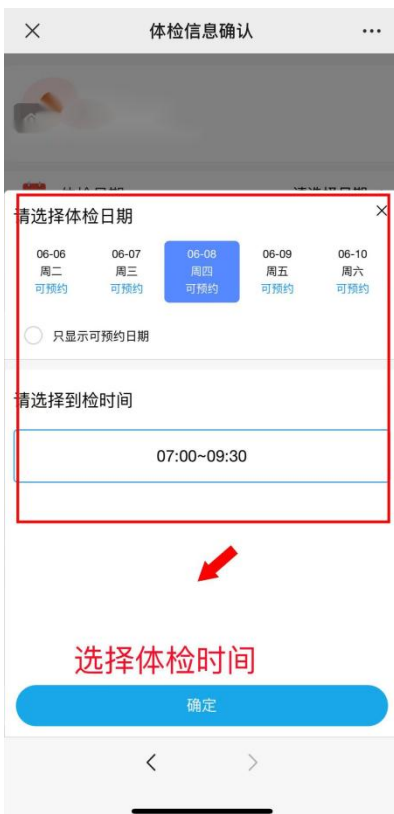 体检信息确认
请选择体检日期
06-06 06-07 06-08 06-09 06-10
周二 周三 周四 周五 周六
可预约 可预约 可预约 可预约 可预约
只显示可预约日期
请选择到检时间
07:00~09:30
选择体检时间
确定